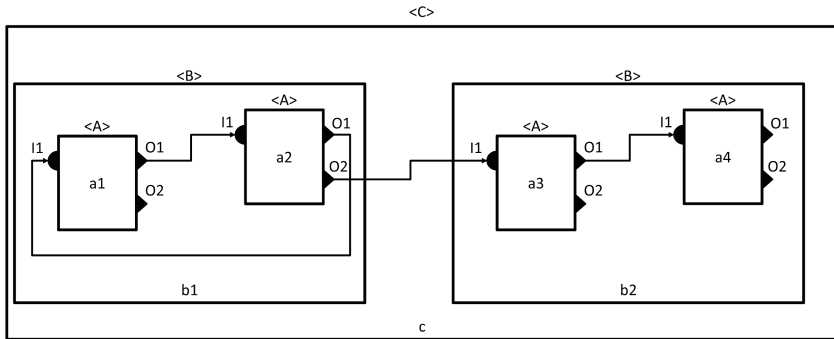 <C>
<B>
<B>
<A>
<A>
<A>
<A>
I1
O1
I1
O1
I1
O1
I1
O1
a1
O2
a2
O2
a3
O2
a4
O2
b1
b2
c